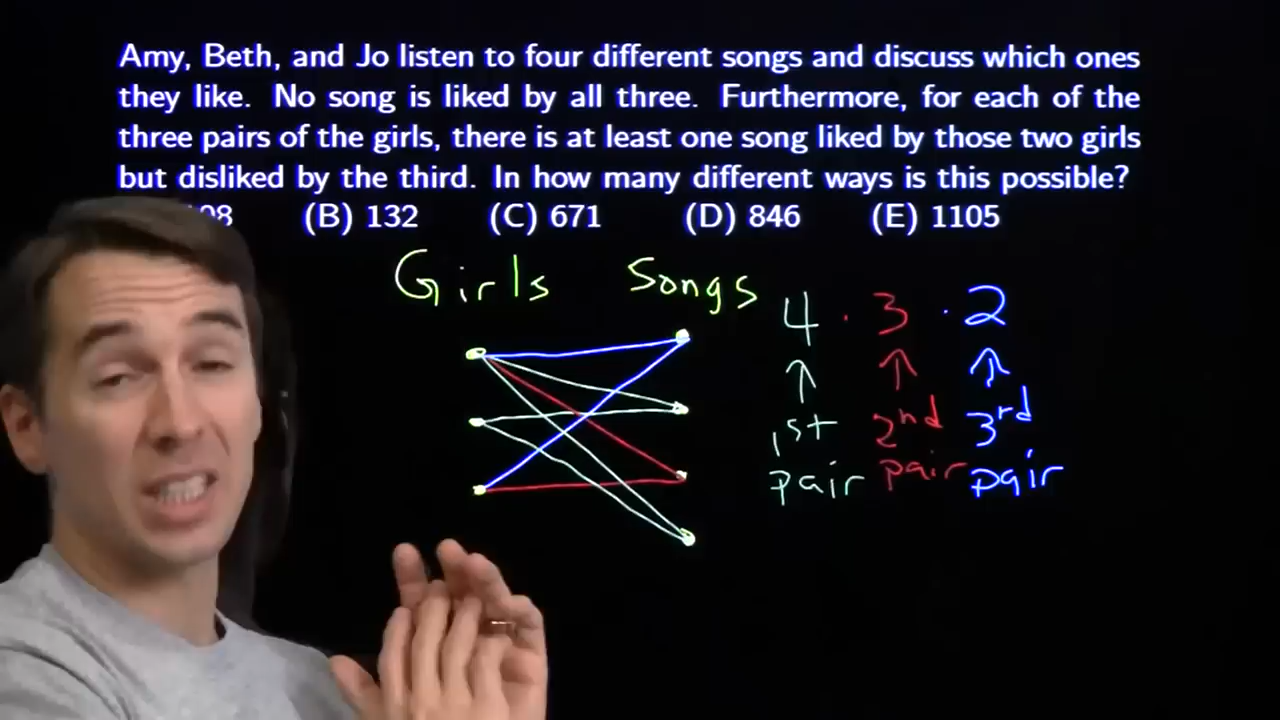 Amy, Beth, and Jo listen to four different songs and discuss which ones
they like. No song is liked by all three. Furthermore, for each of the
three pairs of the girls, there is at least one song liked by those two girls
but disliked by the third. In how many different ways is this possible?
(B) 132 (C) 671 (D) 846 (E) 1105
Girls Songs
4 · 3 · 2
1st 2nd 3rd
pair pair pair